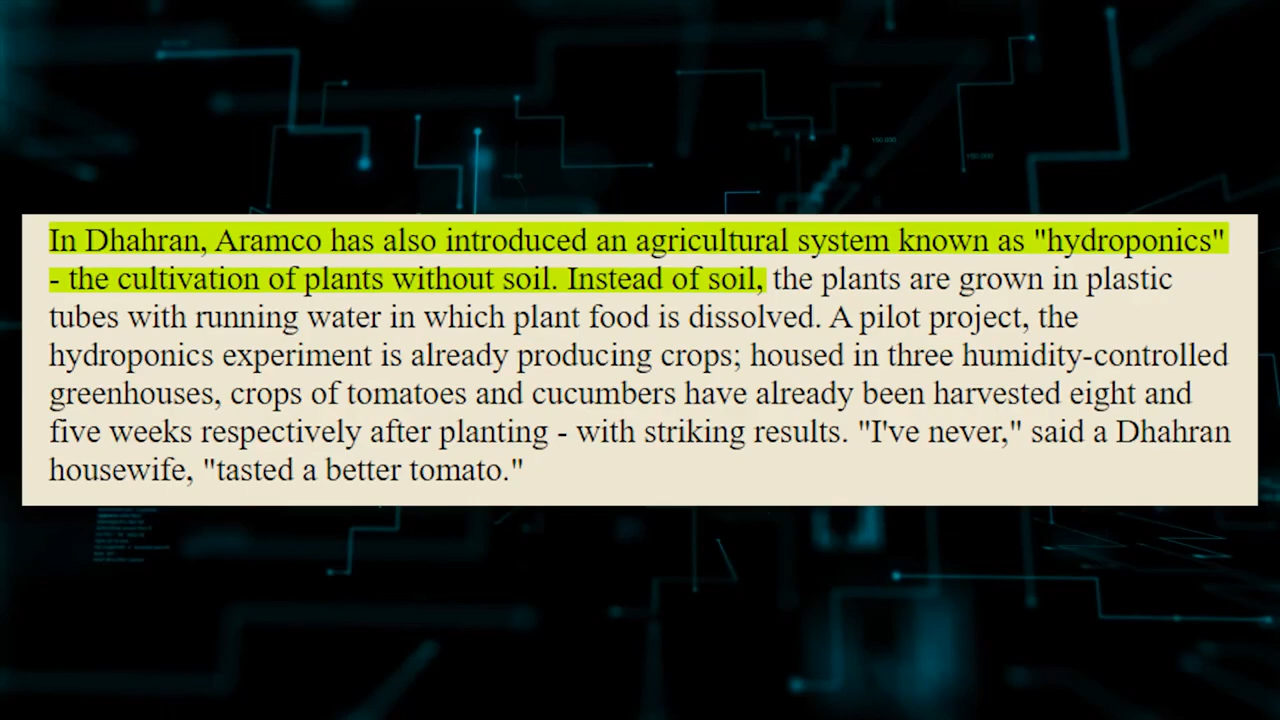 In Dhahran, Aramco has also introduced an agricultural system known as "hydroponics"
- the cultivation of plants without soil. Instead of soil, the plants are grown in plastic
tubes with running water in which plant food is dissolved. A pilot project, the
hydroponics experiment is already producing crops; housed in three humidity-controlled
greenhouses, crops of tomatoes and cucumbers have already been harvested eight and
five weeks respectively after planting - with striking results. "I've never," said a Dhahran
housewife, "tasted a better tomato."